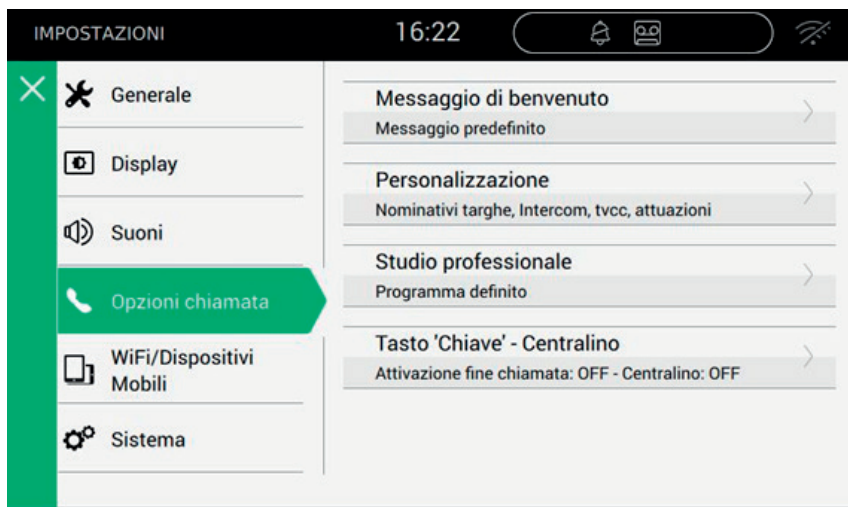 IMPOSTAZIONI
16:22
Generale
Display
Suoni
Opzioni chiamata
WiFi/Dispositivi
Mobili
Sistema
Messaggio di benvenuto
Messaggio predefinito
Personalizzazione
Nominativi targhe, Intercom, tvcc, attuazioni
Studio professionale
Programma definito
Tasto 'Chiave' - Centralino
Attivazione fine chiamata: OFF - Centralino: OFF